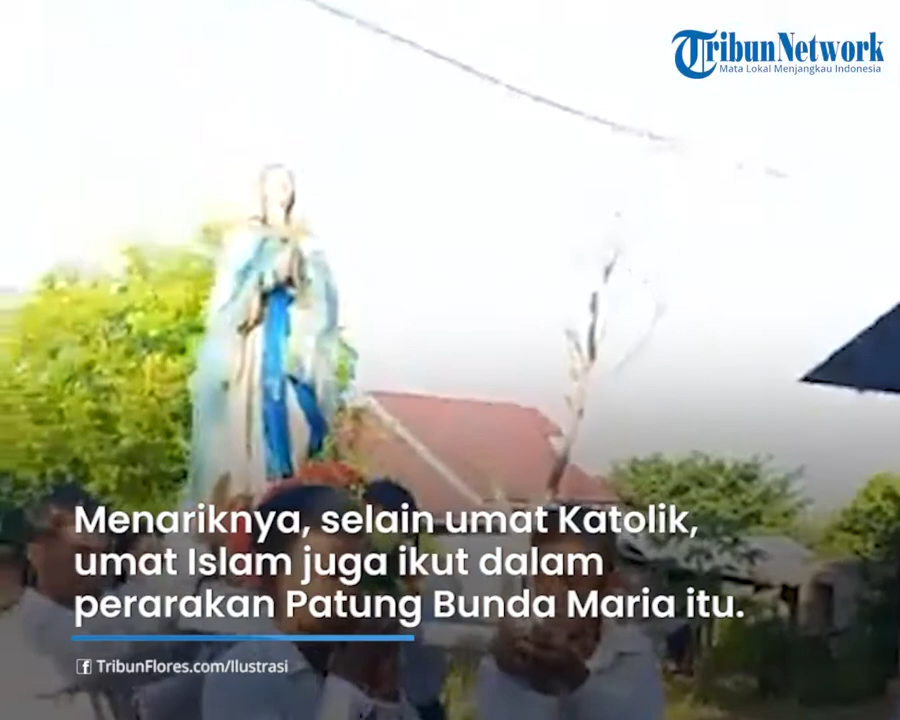 TribunNetwork
Mata Lokal Menjangkau Indonesia
Menariknya, selain umat Katolik,
umat Islam juga ikut dalam
perarakan Patung Bunda Maria itu.
TribunFlores.com/Ilustrasi